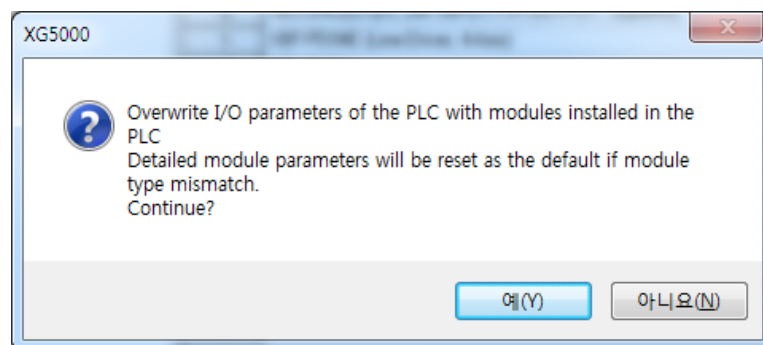 XG5000
Overwrite I/O parameters of the PLC with modules installed in the
PLC
Detailed module parameters will be reset as the default if module
type mismatch.
Continue?
예(Y)
아니요(N)